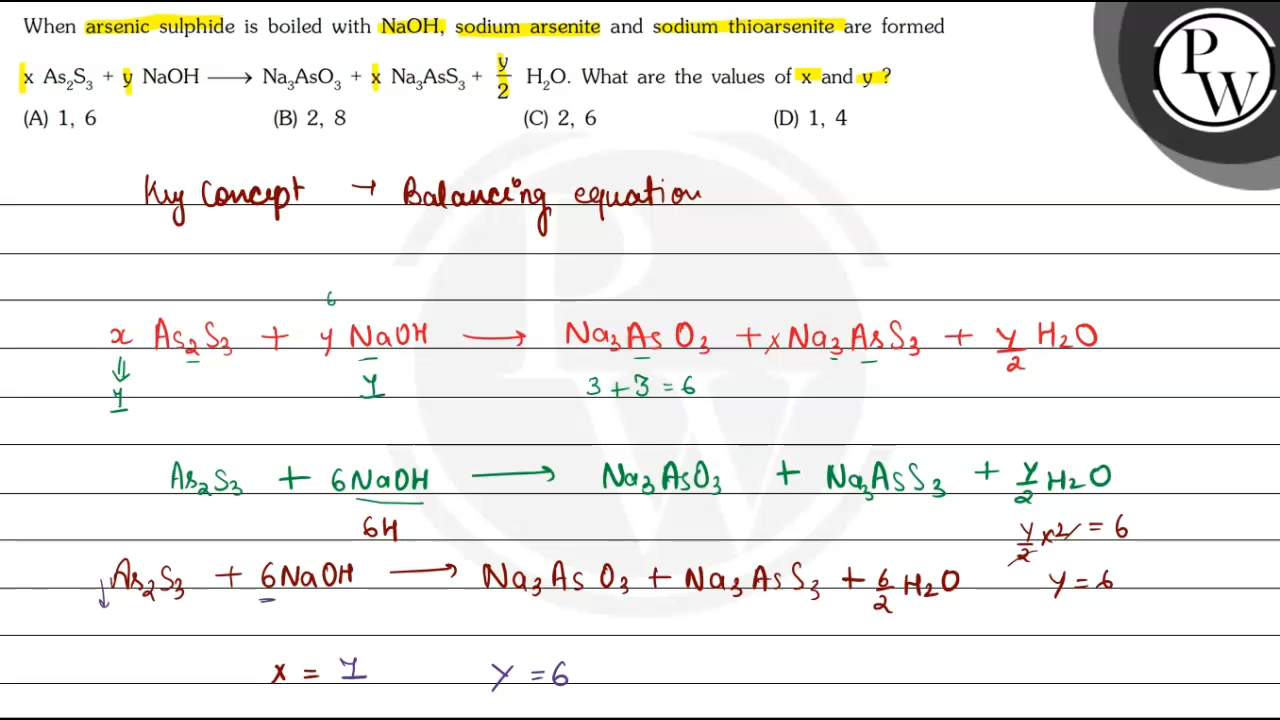 When arsenic sulphide is boiled with NaOH, sodium arsenite and sodium thioarsenite are formed
x As₂S₃ + y NaOH ⟶ Na₃AsO₃ + x Na₃AsS₃ + y/2 H₂O. What are the values of x and y ?
(A) 1, 6 (B) 2, 8 (C) 2, 6 (D) 1, 4
P
W
Key Concept → Balancing equation
6
x As₂S₃ + y NaOH ⟶ Na₃AsO₃ + x Na₃AsS₃ + y/2 H₂O
⇓
1 1 3 + 3 = 6
As₂S₃ + 6NaOH ⟶ Na₃AsO₃ + Na₃AsS₃ + y/2 H₂O
6H y/2 × 2 = 6
As₂S₃ + 6NaOH ⟶ Na₃AsO₃ + Na₃AsS₃ + 6/2 H₂O y = 6
x = 1 y = 6